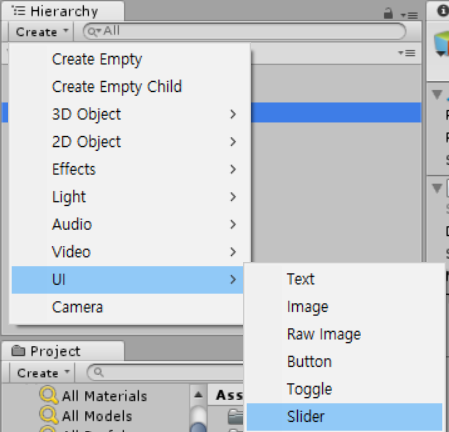 Hierarchy
Create
All
Create Empty
Create Empty Child
3D Object
2D Object
Effects
Light
Audio
Video
UI
Camera
Text
Image
Raw Image
Button
Toggle
Slider
Project
Create
All Materials
Ass
All Models